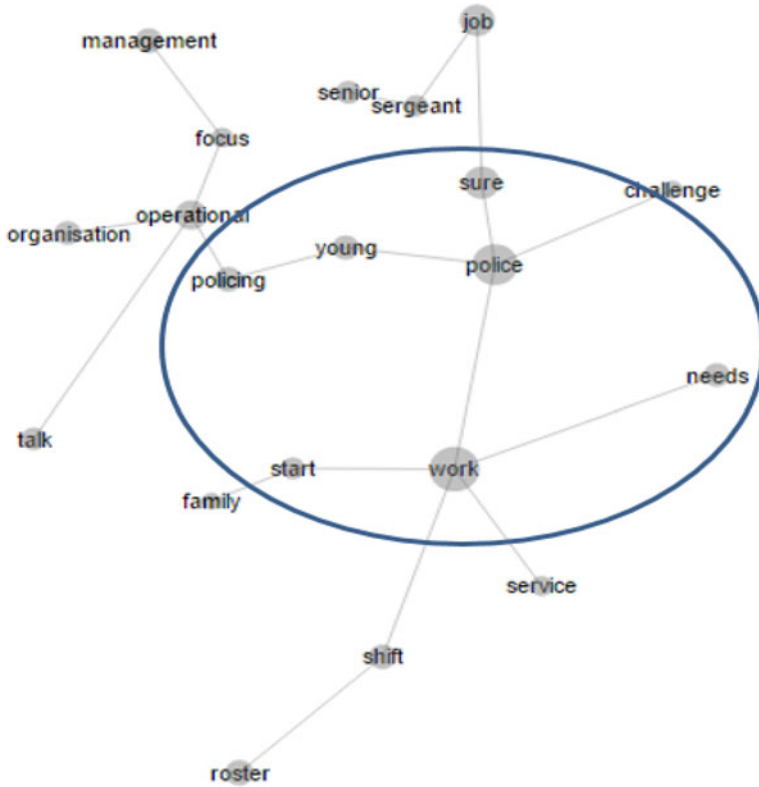 job
management
senior
sergeant
focus
sure
challenge
operational
organisation
young
police
policing
needs
talk
start
work
family
service
shift
roster